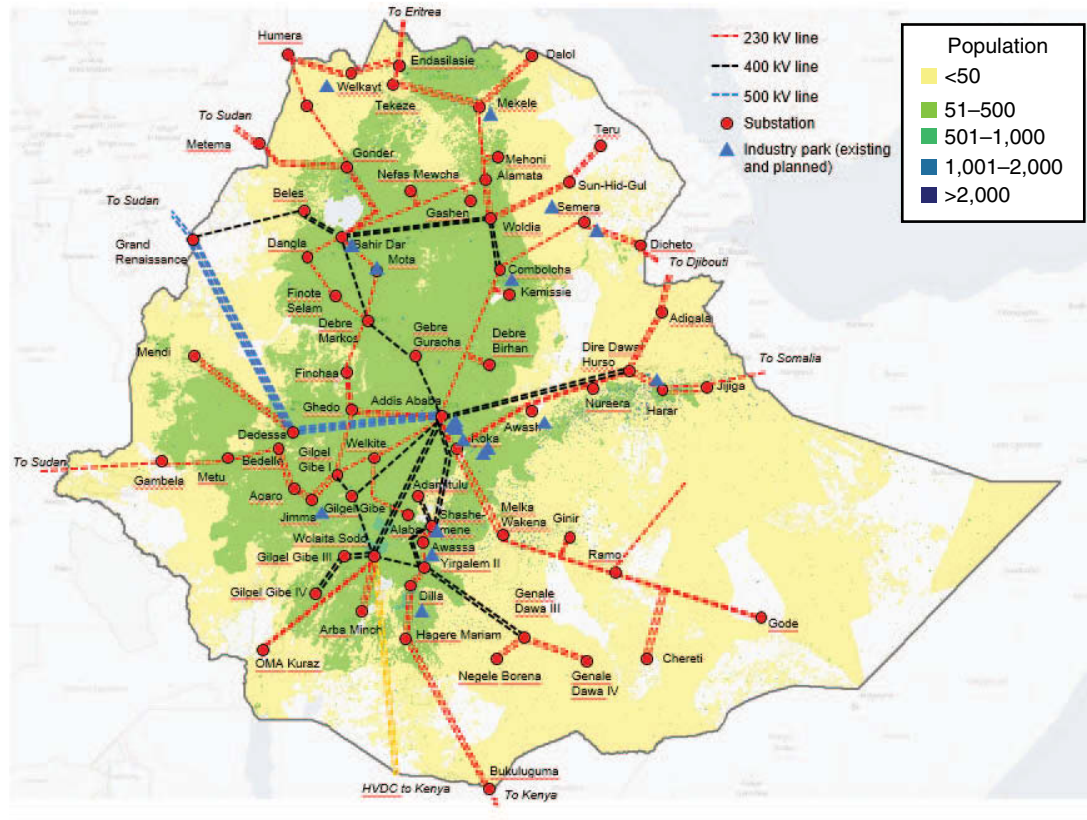 To Eritrea
Humera
Endasilasie
Dalol
Welkayt
Tekeze
Mekele
To Sudan
Metema
Teru
Gonder
Mehoni
Nefas Mewcha
Alamata
Sun-Hid-Gul
Beles
Gashen
Semera
To Sudan
Woldia
Grand
Renaissance
Bahir Dar
Dangla
Mota
Dicheto
To Djibouti
Combolcha
Kemissie
Finote
Selam
Adigala
Debre
Markos
Gebre
Guracha
Debre
Birhan
Dire Dawa
Hurso
Mendi
To Somalia
Finchaa
Jijiga
Harar
Nuraera
Ghedo
Addis Ababa
Awash
Dedessa
Koka
Welkite
To Sudan
Bedelle
Gilgel
Gibe I
Gambela
Metu
Agaro
Adamitulu
Gilgel Gibe
Jimma
Alaba
Shashe-
mene
Melka
Wakena
Ginir
Wolaita Sodo
Awassa
Gilgel Gibe III
Yirgalem II
Ramo
Gilgel Gibe IV
Dilla
Genale
Dawa III
Gode
Arba Minch
Hagere Mariam
OMA Kuraz
Negele Borena
Genale
Dawa IV
Chereti
Bukuluguma
HVDC to Kenya
To Kenya
230 kV line
400 kV line
500 kV line
Substation
Industry park (existing
and planned)
Population
<50
51–500
501–1,000
1,001–2,000
>2,000